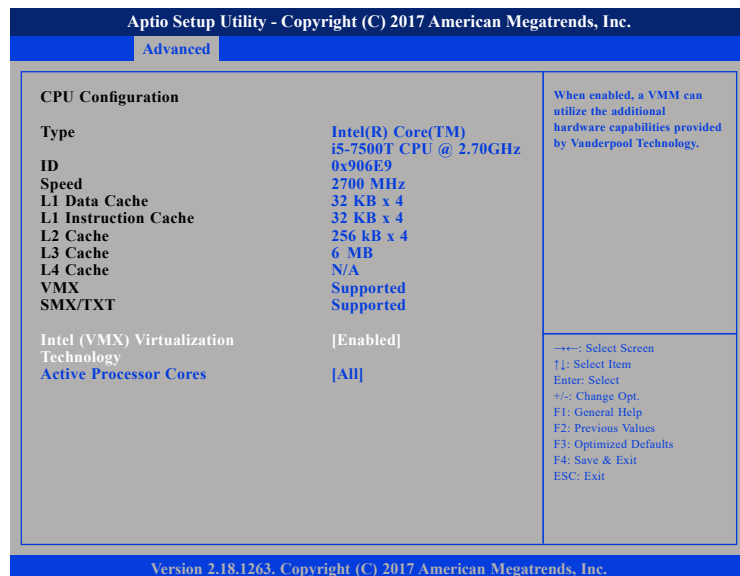 Aptio Setup Utility - Copyright (C) 2017 American Megatrends, Inc.
Advanced
CPU Configuration
Type Intel(R) Core(TM)
i5-7500T CPU @ 2.70GHz
ID 0x906E9
Speed 2700 MHz
L1 Data Cache 32 KB x 4
L1 Instruction Cache 32 KB x 4
L2 Cache 256 kB x 4
L3 Cache 6 MB
L4 Cache N/A
VMX Supported
SMX/TXT Supported
Intel (VMX) Virtualization [Enabled]
Technology
Active Processor Cores [All]
When enabled, a VMM can
utilize the additional
hardware capabilities provided
by Vanderpool Technology.
→←: Select Screen
↑↓: Select Item
Enter: Select
+/-: Change Opt.
F1: General Help
F2: Previous Values
F3: Optimized Defaults
F4: Save & Exit
ESC: Exit
Version 2.18.1263. Copyright (C) 2017 American Megatrends, Inc.